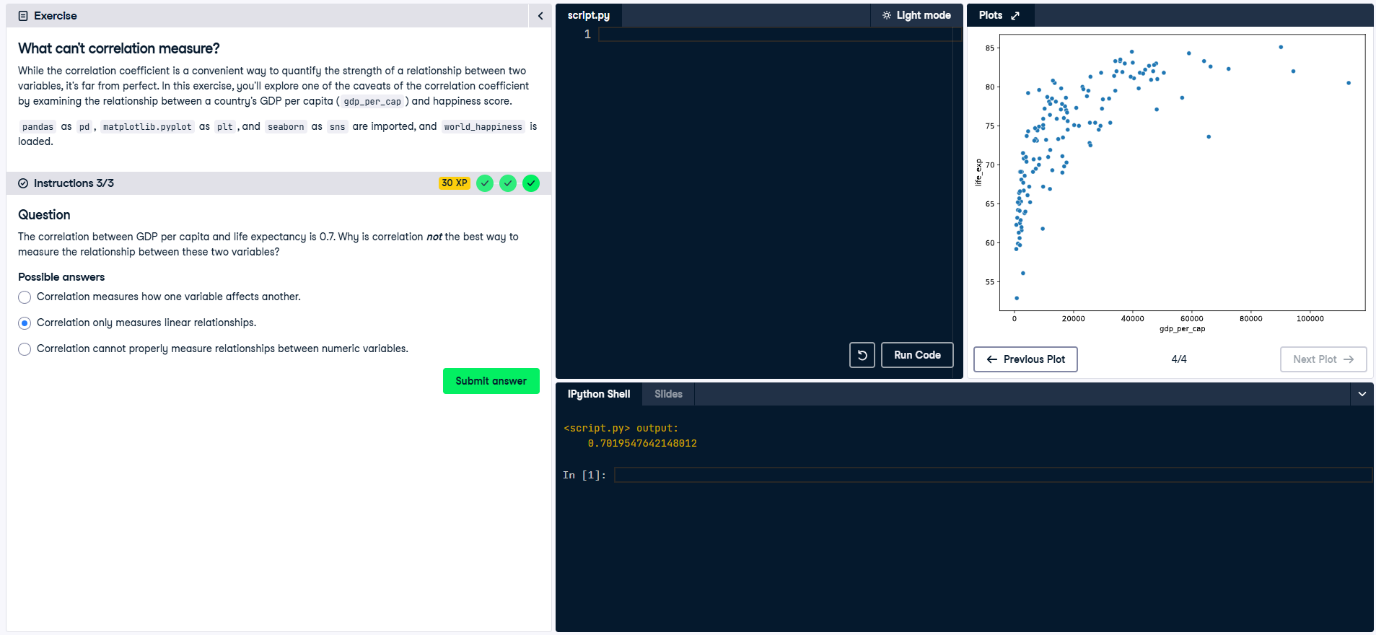 Exercise
What can't correlation measure?
While the correlation coefficient is a convenient way to quantify the strength of a relationship between two
variables, it's far from perfect. In this exercise, you'll explore one of the caveats of the correlation coefficient
by examining the relationship between a country's GDP per capita ( gdp_per_cap ) and happiness score.
pandas as pd , matplotlib.pyplot as plt , and seaborn as sns are imported, and world_happiness is
loaded.
Instructions 3/3
30 XP
Question
The correlation between GDP per capita and life expectancy is 0.7. Why is correlation not the best way to
measure the relationship between these two variables?
Possible answers
Correlation measures how one variable affects another.
Correlation only measures linear relationships.
Correlation cannot properly measure relationships between numeric variables.
Submit answer
script.py
Light mode
1
Run Code
Plots
85
80
75
70
65
60
55
life_exp
0 20000 40000 60000 80000 100000
gdp_per_cap
← Previous Plot
4/4
Next Plot →
IPython Shell
Slides
<script.py> output:
0.7019547642148012
In [1]: